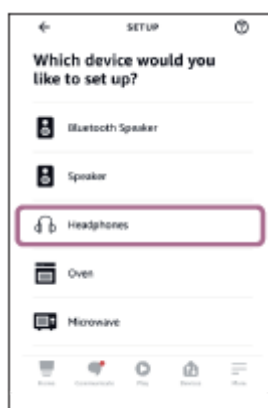 SETUP
Which device would you
like to set up?
Bluetooth Speaker
Speaker
Headphones
Oven
Microwave
Home Communicate Play Devices More